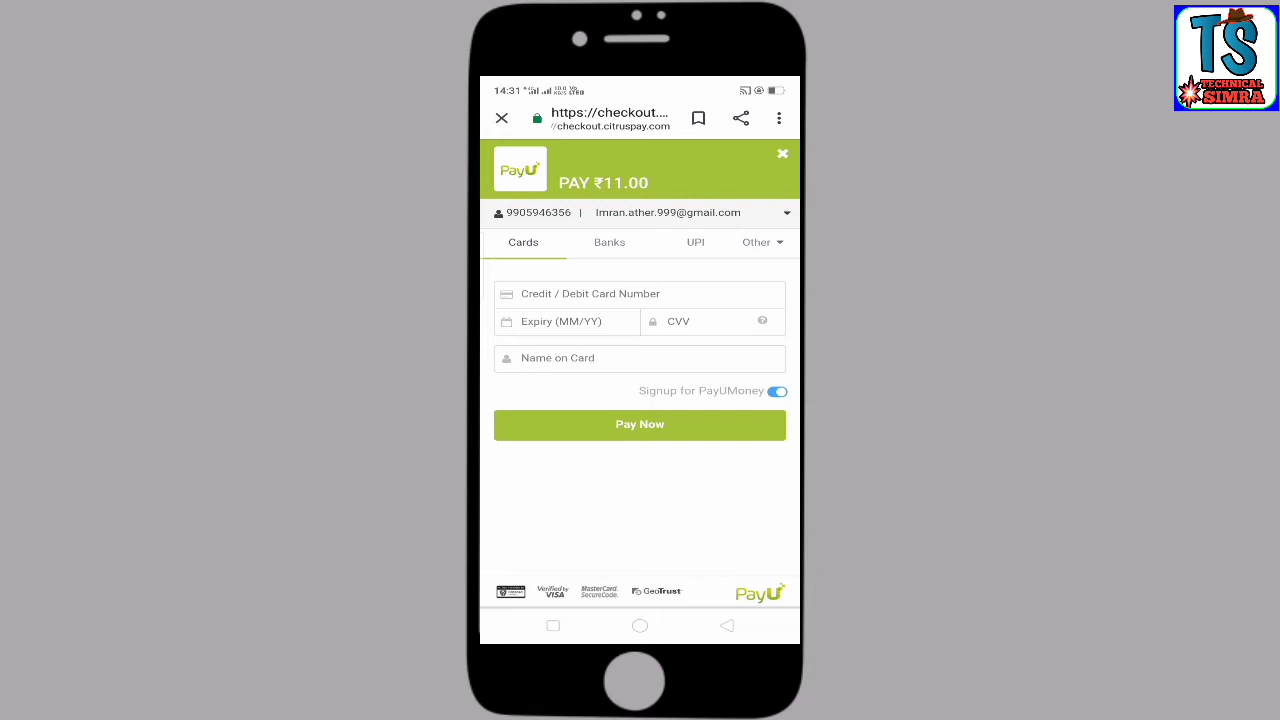 TS
TECHNICAL
SIMRA
14:31
https://checkout....
//checkout.citruspay.com
PayU
PAY ₹11.00
9905946356 | Imran.ather.999@gmail.com
Cards Banks UPI Other
Credit / Debit Card Number
Expiry (MM/YY) CVV ?
Name on Card
Signup for PayUMoney
Pay Now
Verified by
VISA
MasterCard.
SecureCode.
GeoTrust
PayU